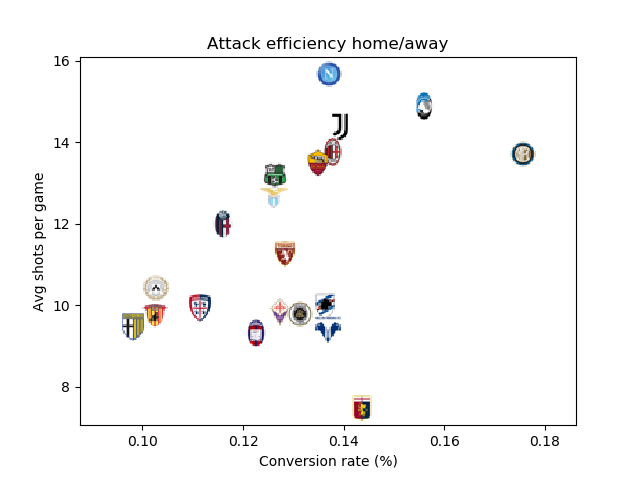 Attack efficiency home/away
Avg shots per game
16
14
12
10
8
0.10 0.12 0.14 0.16 0.18
Conversion rate (%)
N